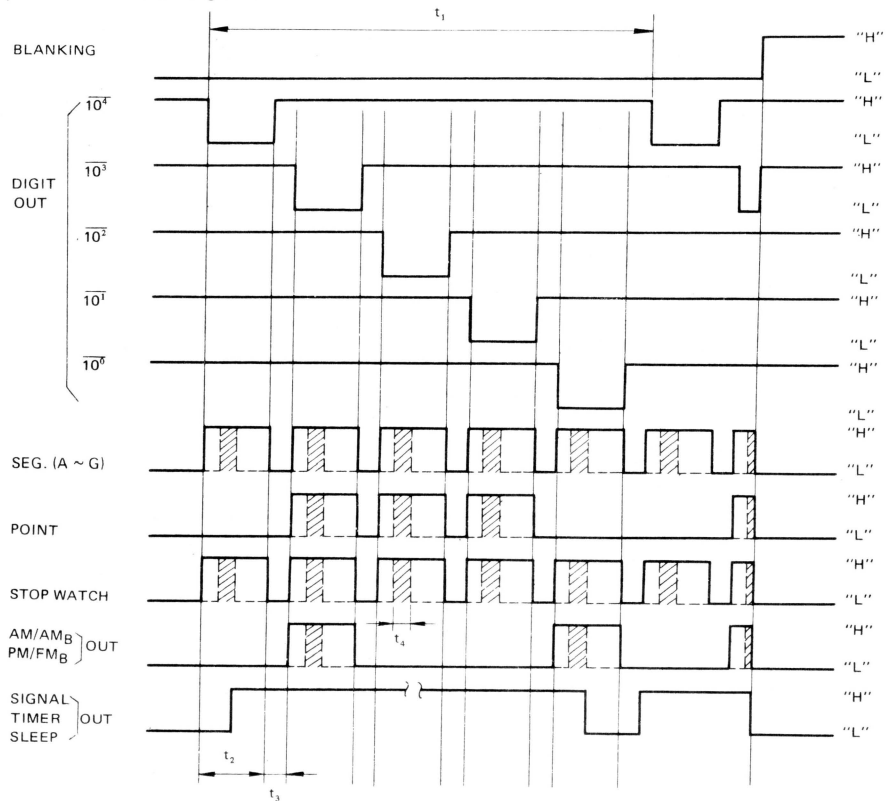 t₁
BLANKING
"H"
"L"
DIGIT OUT
10⁴
"H"
"L"
10³
"H"
"L"
10²
"H"
"L"
10¹
"H"
"L"
10⁰
"H"
"L"
SEG. (A ~ G)
"H"
"L"
POINT
"H"
"L"
STOP WATCH
"H"
"L"
t₄
AM/AMB
PM/FMB
OUT
"H"
"L"
SIGNAL
TIMER
SLEEP
OUT
"H"
"L"
t₂
t₃